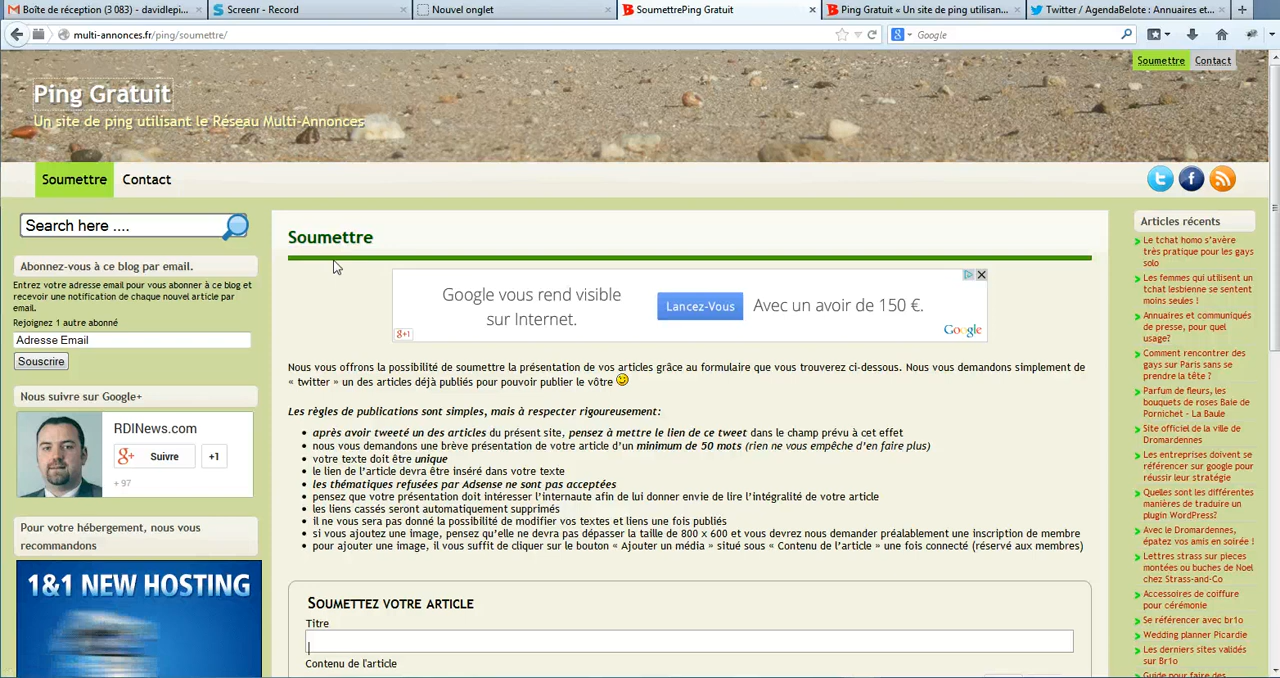 Boîte de réception (3 083) - davidlepi...
Screenr - Record
Nouvel onglet
SoumettrePing Gratuit
Ping Gratuit « Un site de ping utilisan...
Twitter / AgendaBelote : Annuaires et...
multi-annonces.fr/ping/soumettre/
Google
Soumettre Contact
Ping Gratuit
Un site de ping utilisant le Réseau Multi-Annonces
Soumettre Contact
Search here ....
Abonnez-vous à ce blog par email.
Entrez votre adresse email pour vous abonner à ce blog et
recevoir une notification de chaque nouvel article par
email.
Rejoignez 1 autre abonné
Adresse Email
Souscrire
Nous suivre sur Google+
RDINews.com
Suivre
+1
+ 97
Pour votre hébergement, nous vous
recommandons
1&1 NEW HOSTING
Soumettre
Google vous rend visible
sur Internet.
Lancez-Vous
Avec un avoir de 150 €.
g+1
Google
Nous vous offrons la possibilité de soumettre la présentation de vos articles grâce au formulaire que vous trouverez ci-dessous. Nous vous demandons simplement de
« twitter » un des articles déjà publiés pour pouvoir publier le vôtre
Les règles de publications sont simples, mais à respecter rigoureusement:
après avoir tweeté un des articles du présent site, pensez à mettre le lien de ce tweet dans le champ prévu à cet effet
nous vous demandons une brève présentation de votre article d'un minimum de 50 mots (rien ne vous empêche d'en faire plus)
votre texte doit être unique
le lien de l'article devra être inséré dans votre texte
les thématiques refusées par Adsense ne sont pas acceptées
pensez que votre présentation doit intéresser l'internaute afin de lui donner envie de lire l'intégralité de votre article
les liens cassés seront automatiquement supprimés
il ne vous sera pas donné la possibilité de modifier vos textes et liens une fois publiés
si vous ajoutez une image, pensez qu'elle ne devra pas dépasser la taille de 800 x 600 et vous devrez nous demander préalablement une inscription de membre
pour ajouter une image, il vous suffit de cliquer sur le bouton « Ajouter un média » situé sous « Contenu de l'article » une fois connecté (réservé aux membres)
Soumettez votre article
Titre
Contenu de l'article
Articles récents
Le tchat homo s'avère
très pratique pour les gays
solo
Les femmes qui utilisent un
tchat lesbienne se sentent
moins seules !
Annuaires et communiqués
de presse, pour quel
usage?
Comment rencontrer des
gays sur Paris sans se
prendre la tête ?
Parfum de fleurs, les
bouquets de roses Baie de
Pornichet - La Baule
Site officiel de la ville de
Dromardennes
Les entreprises doivent se
référencer sur google pour
réussir leur stratégie
Quelles sont les différentes
manières de traduire un
plugin WordPress?
Avec le Dromardennes,
épatez vos amis en soirée !
Lettres strass sur pieces
montées ou buches de Noel
chez Strass-and-Co
Accessoires de coiffure
pour cérémonie
Se référencer avec br1o
Wedding planner Picardie
Les derniers sites validés
sur Br1o
Guide pour faire des